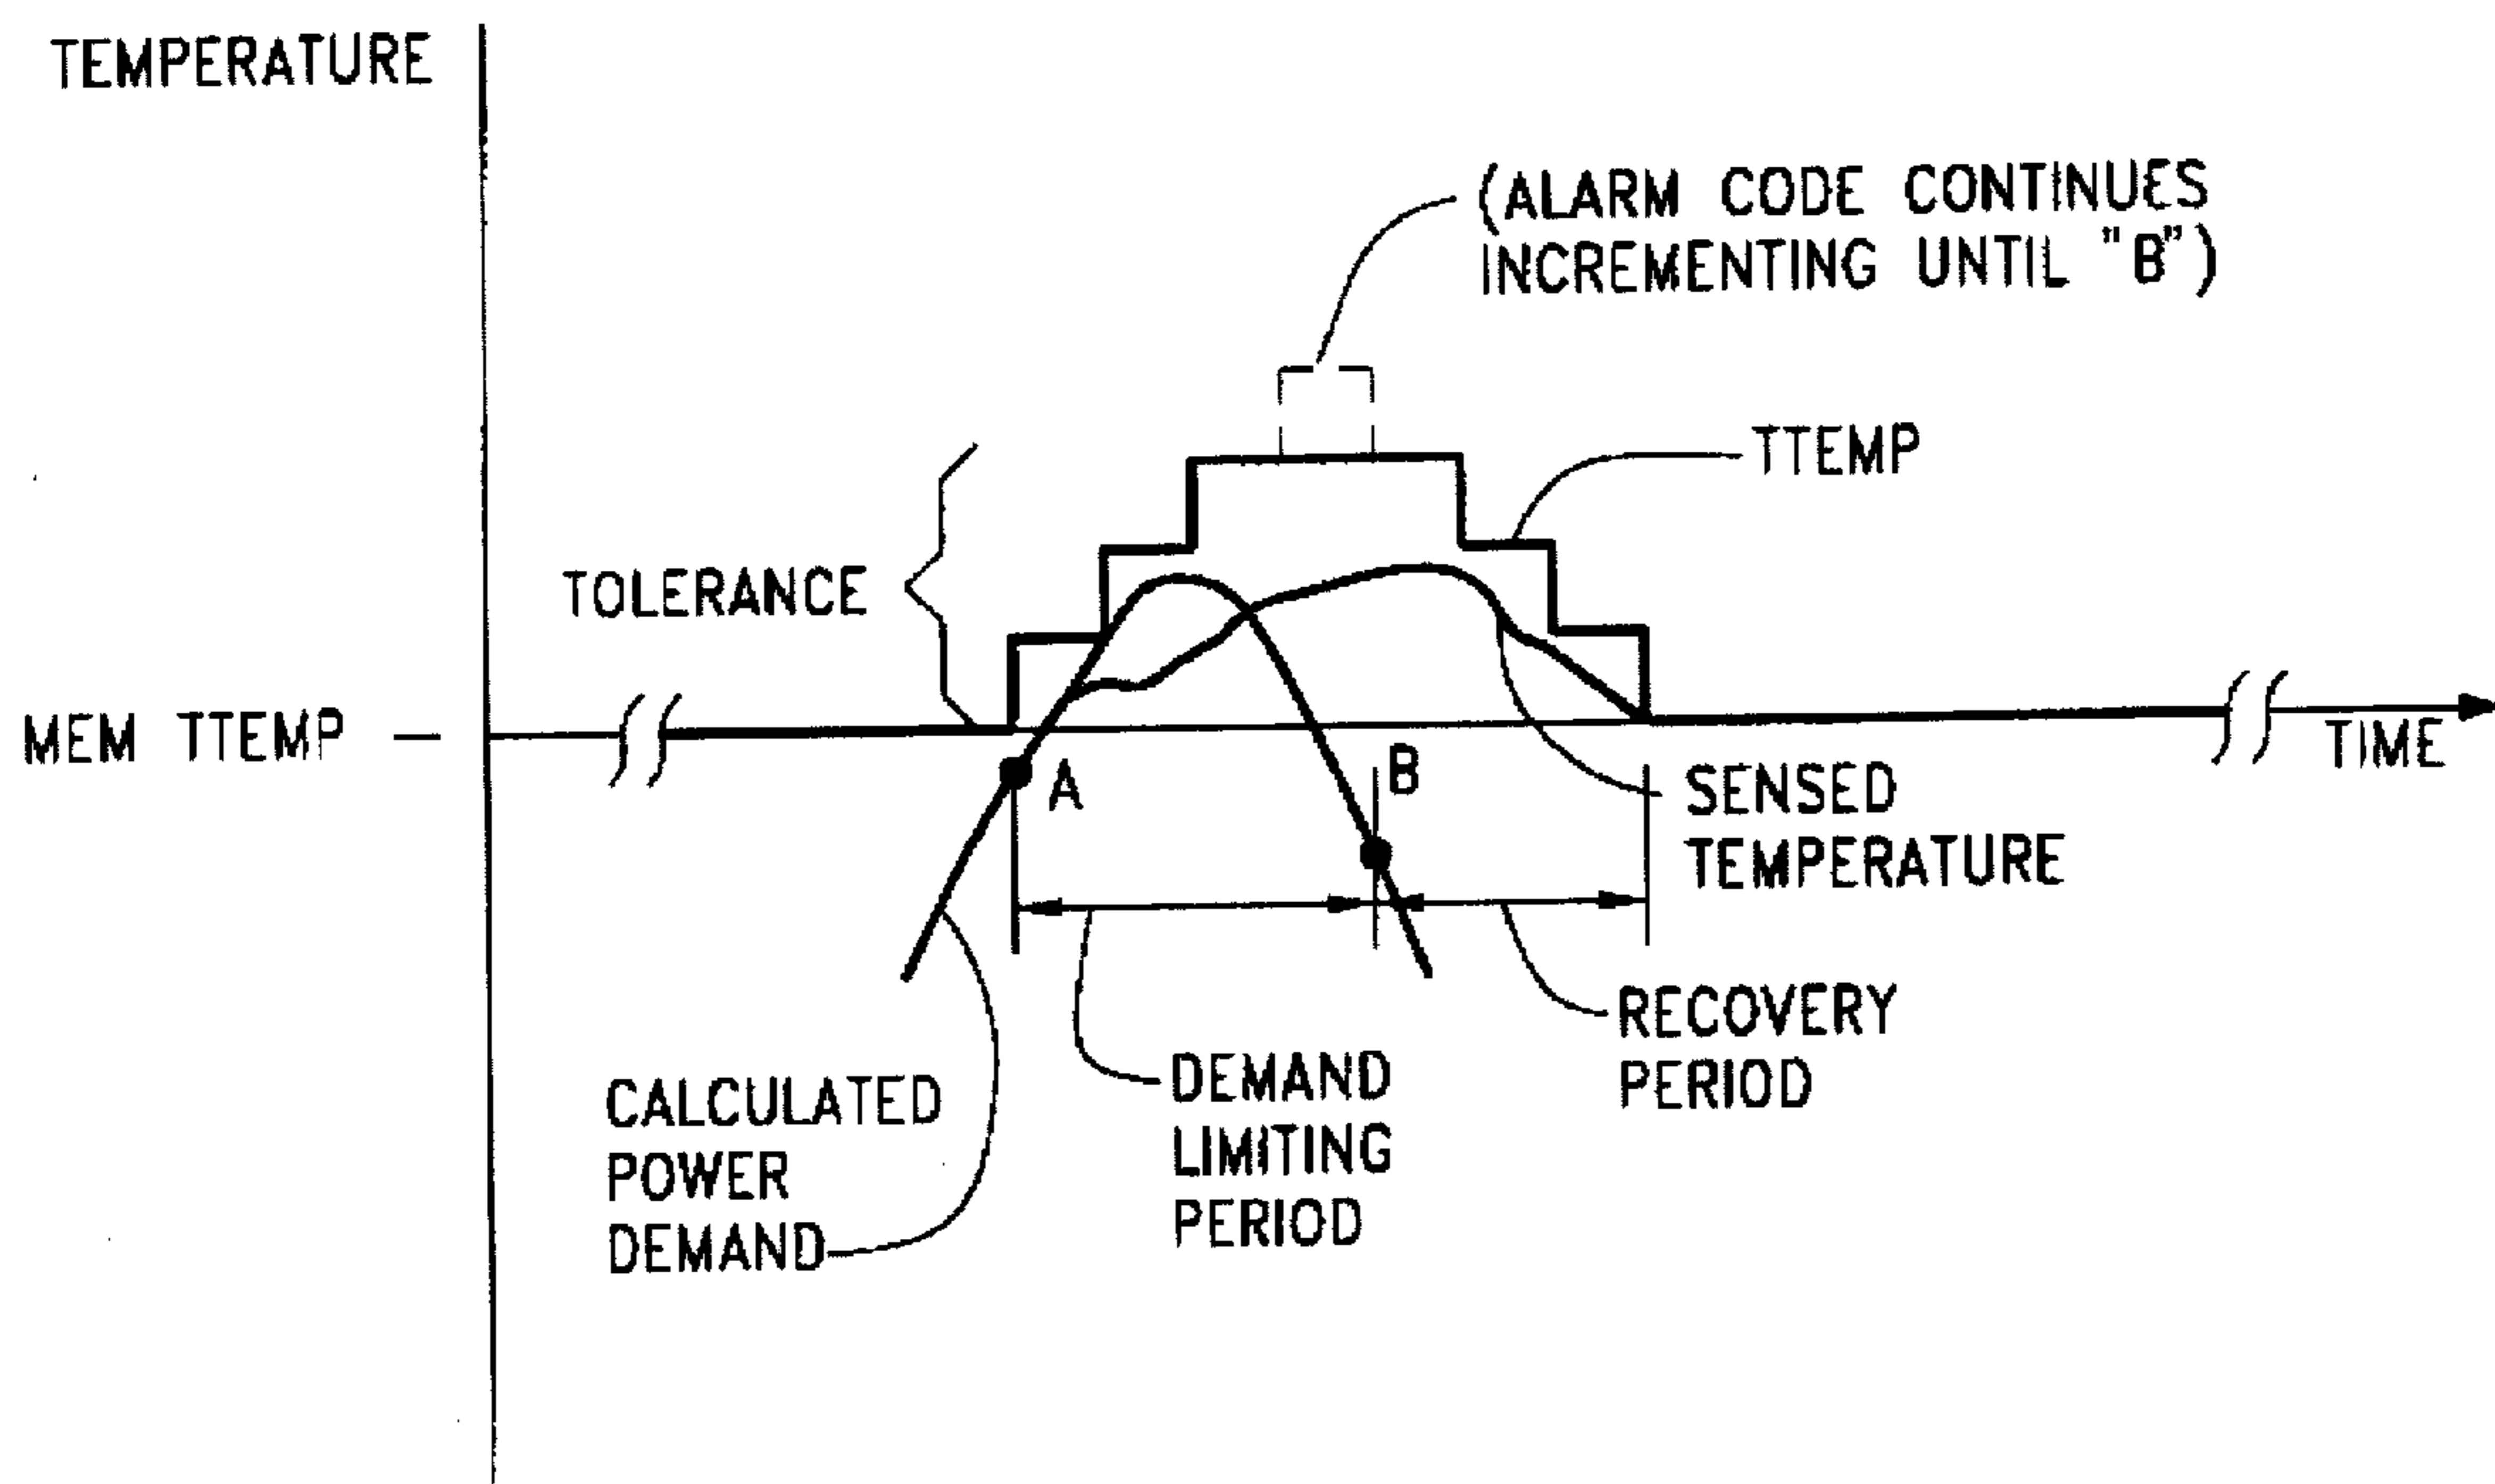 TEMPERATURE
(ALARM CODE CONTINUES
INCREMENTING UNTIL "B")
TTEMP
TOLERANCE
MEM TTEMP
TIME
A
B
SENSED
TEMPERATURE
RECOVERY
PERIOD
DEMAND
LIMITING
PERIOD
CALCULATED
POWER
DEMAND